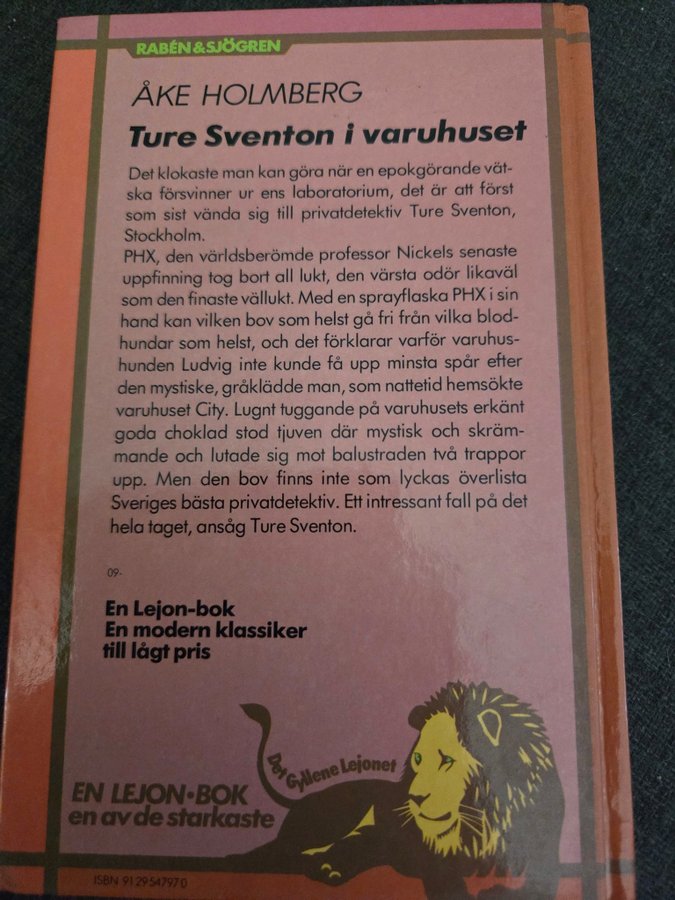 RABÉN & SJÖGREN
ÅKE HOLMBERG
Ture Sventon i varuhuset
Det klokaste man kan göra när en epokgörande vät-
ska försvinner ur ens laboratorium, det är att först
som sist vända sig till privatdetektiv Ture Sventon,
Stockholm.
PHX, den världsberömde professor Nickels senaste
uppfinning tog bort all lukt, den värsta odör likaväl
som den finaste vällukt. Med en sprayflaska PHX i sin
hand kan vilken bov som helst gå fri från vilka blod-
hundar som helst, och det förklarar varför varuhus-
hunden Ludvig inte kunde få upp minsta spår efter
den mystiske, gråklädde man, som nattetid hemsökte
varuhuset City. Lugnt tuggande på varuhusets erkänt
goda choklad stod tjuven där mystisk och skräm-
mande och lutade sig mot balustraden två trappor
upp. Men den bov finns inte som lyckas överlista
Sveriges bästa privatdetektiv. Ett intressant fall på det
hela taget, ansåg Ture Sventon.
09-
En Lejon-bok
En modern klassiker
till lågt pris
Det Gyllene Lejonet
EN LEJON•BOK
en av de starkaste
ISBN 91 29 54797 0